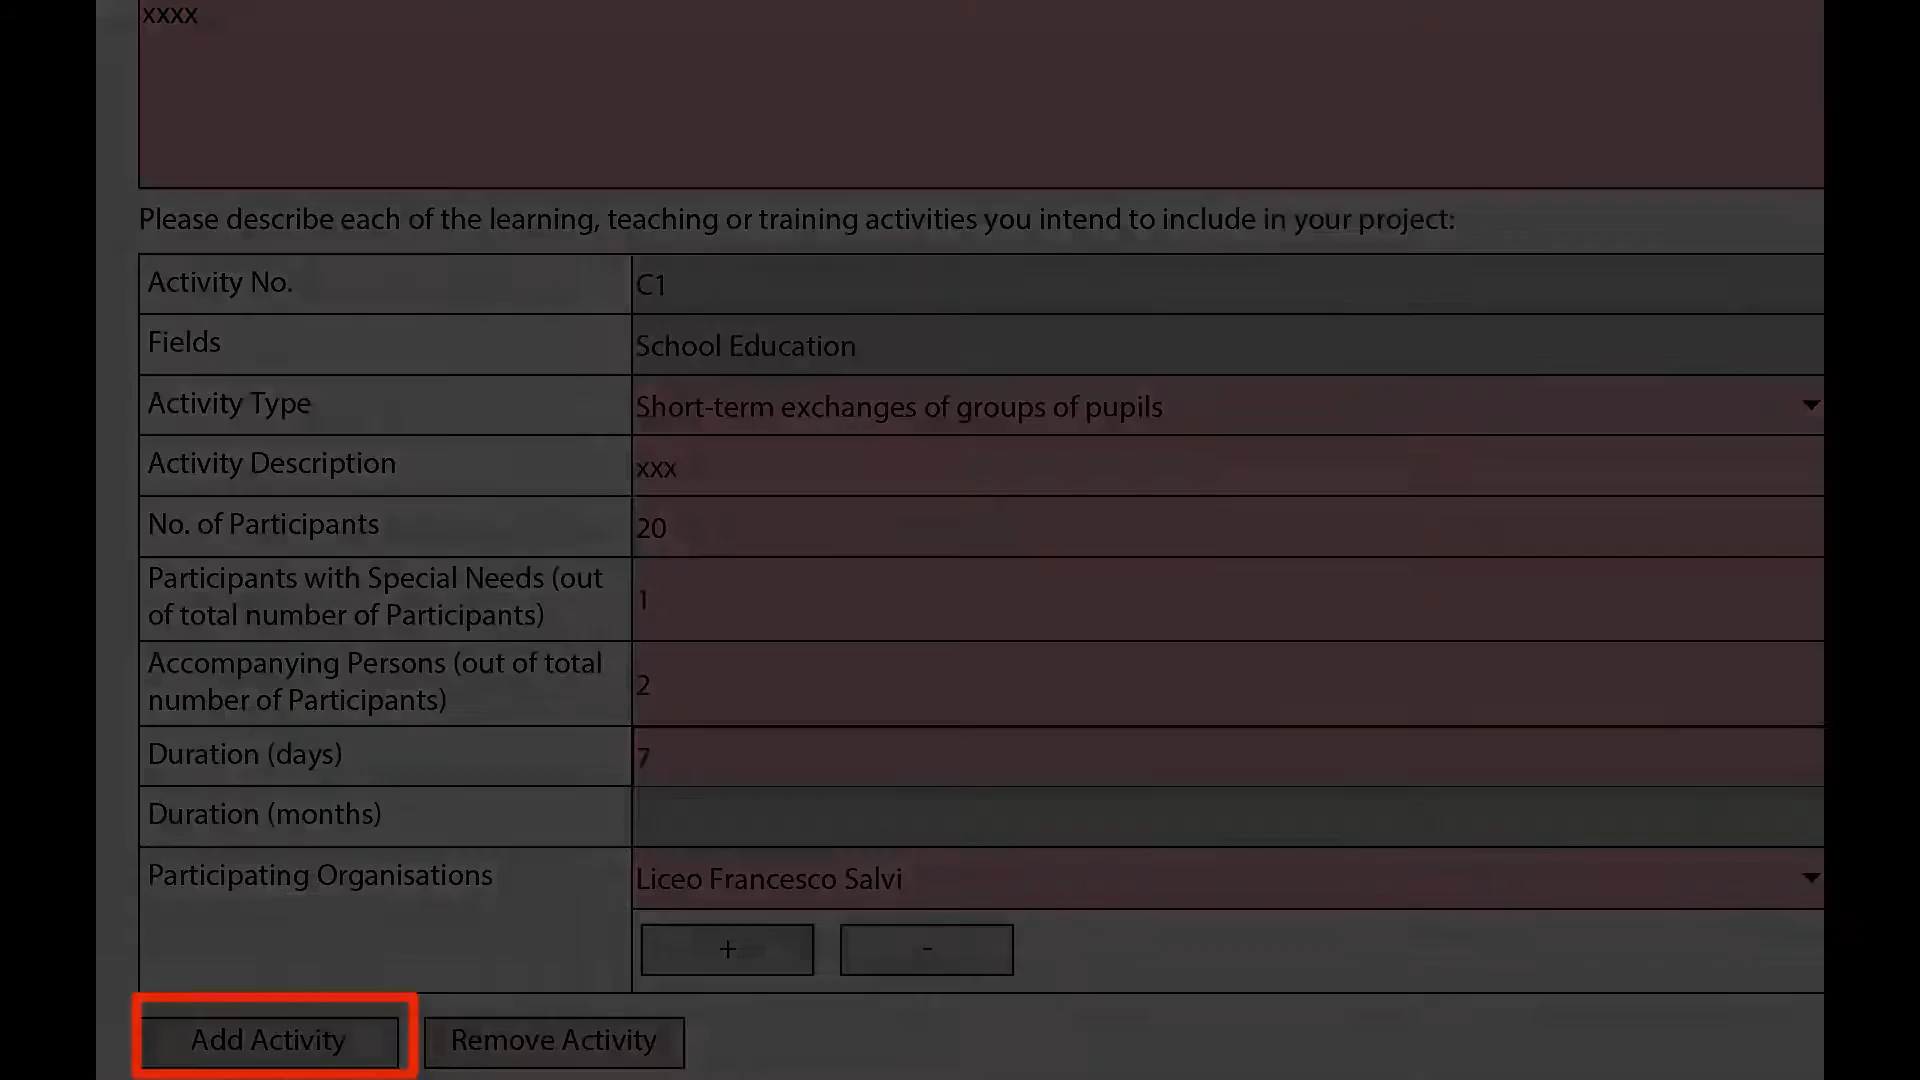 xxxx
Please describe each of the learning, teaching or training activities you intend to include in your project:
Activity No.
C1
Fields
School Education
Activity Type
Short-term exchanges of groups of pupils
Activity Description
xxx
No. of Participants
20
Participants with Special Needs (out
of total number of Participants)
1
Accompanying Persons (out of total
number of Participants)
2
Duration (days)
7
Duration (months)
Participating Organisations
Liceo Francesco Salvi
+
-
Add Activity
Remove Activity